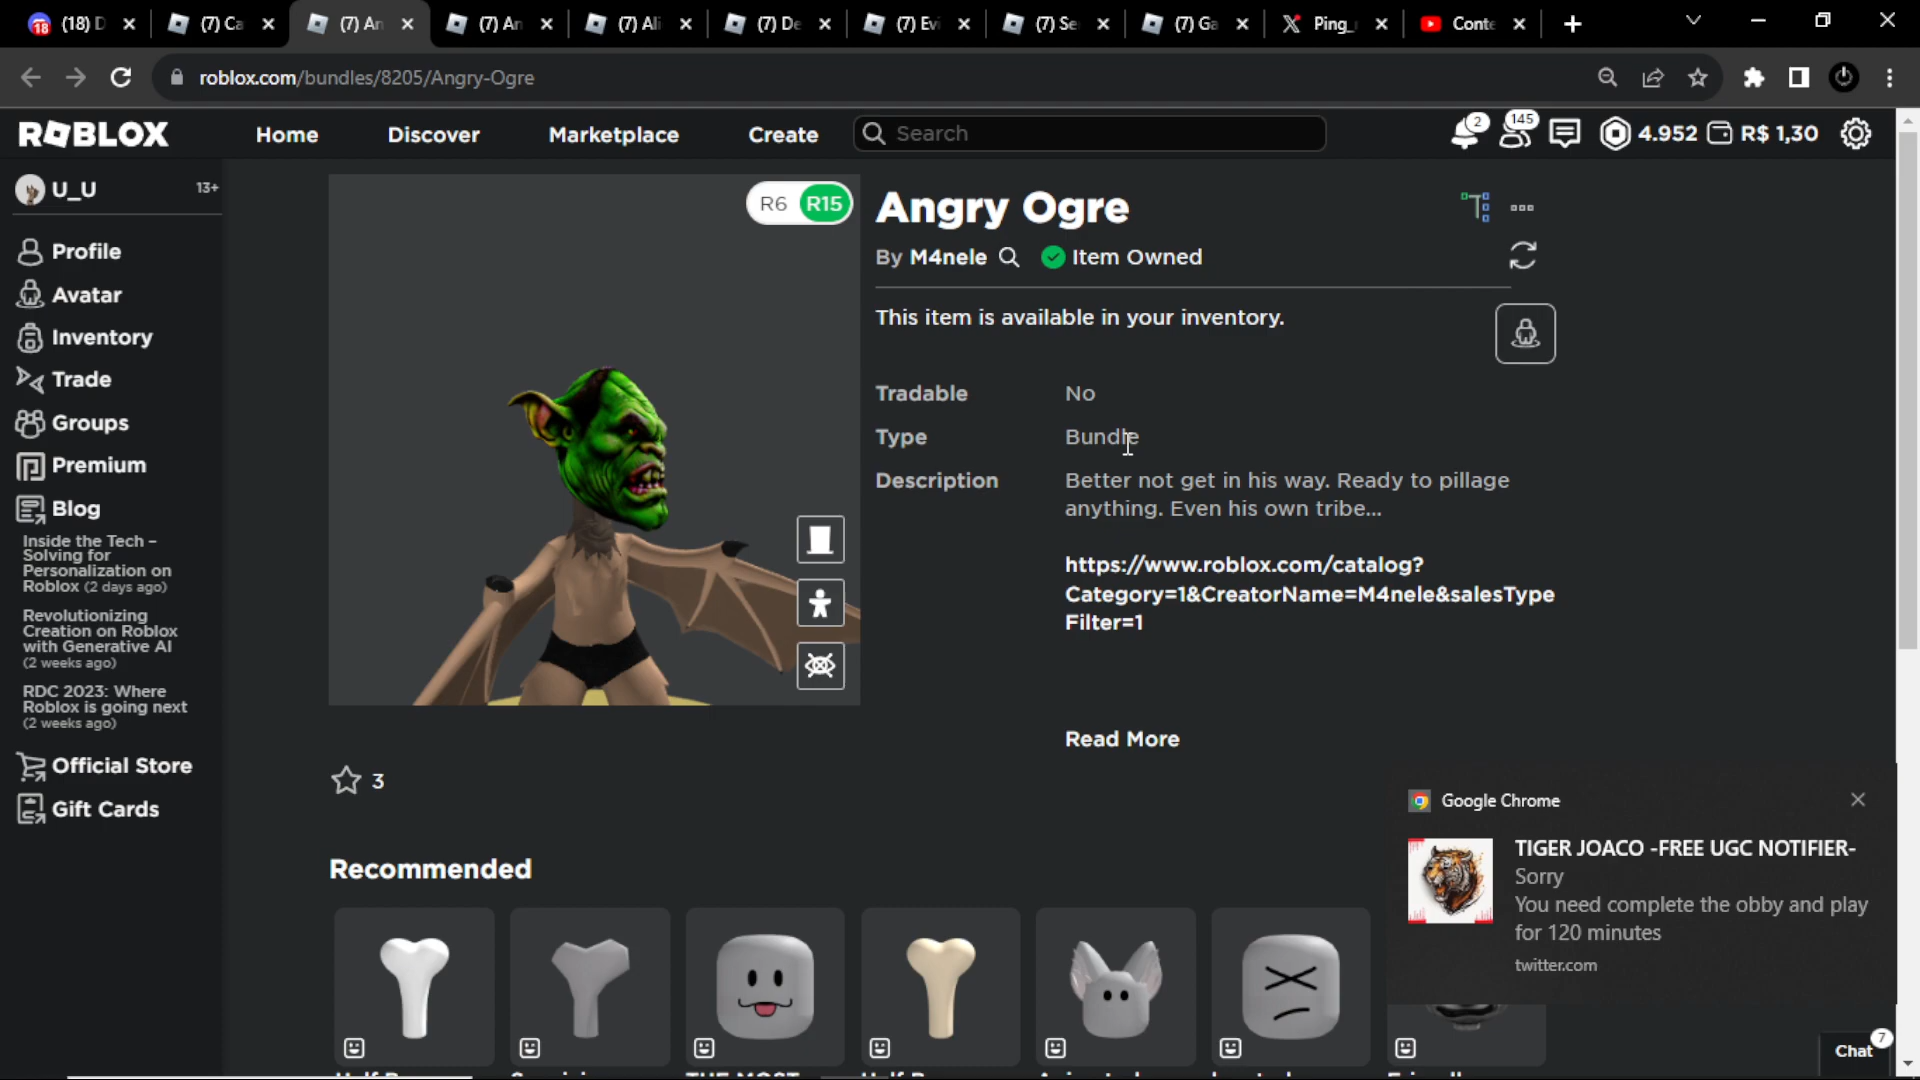 (18) D
(7) Ca
(7) An
(7) An
(7) Ali
(7) De
(7) Evi
(7) Se
(7) Ga
Ping_
Conte
roblox.com/bundles/8205/Angry-Ogre
ROBLOX
Home
Discover
Marketplace
Create
Search
2
145
4.952
R$ 1,30
U_U
13+
Profile
Avatar
Inventory
Trade
Groups
Premium
Blog
Inside the Tech –
Solving for
Personalization on
Roblox (2 days ago)
Revolutionizing
Creation on Roblox
with Generative AI
(2 weeks ago)
RDC 2023: Where
Roblox is going next
(2 weeks ago)
Official Store
Gift Cards
R6 R15
Angry Ogre
By M4nele
Item Owned
This item is available in your inventory.
Tradable No
Type Bundle
Description Better not get in his way. Ready to pillage
anything. Even his own tribe...
https://www.roblox.com/catalog?
Category=1&CreatorName=M4nele&salesType
Filter=1
Read More
3
Recommended
Google Chrome
TIGER JOACO -FREE UGC NOTIFIER-
Sorry
You need complete the obby and play
for 120 minutes
twitter.com
Chat
7